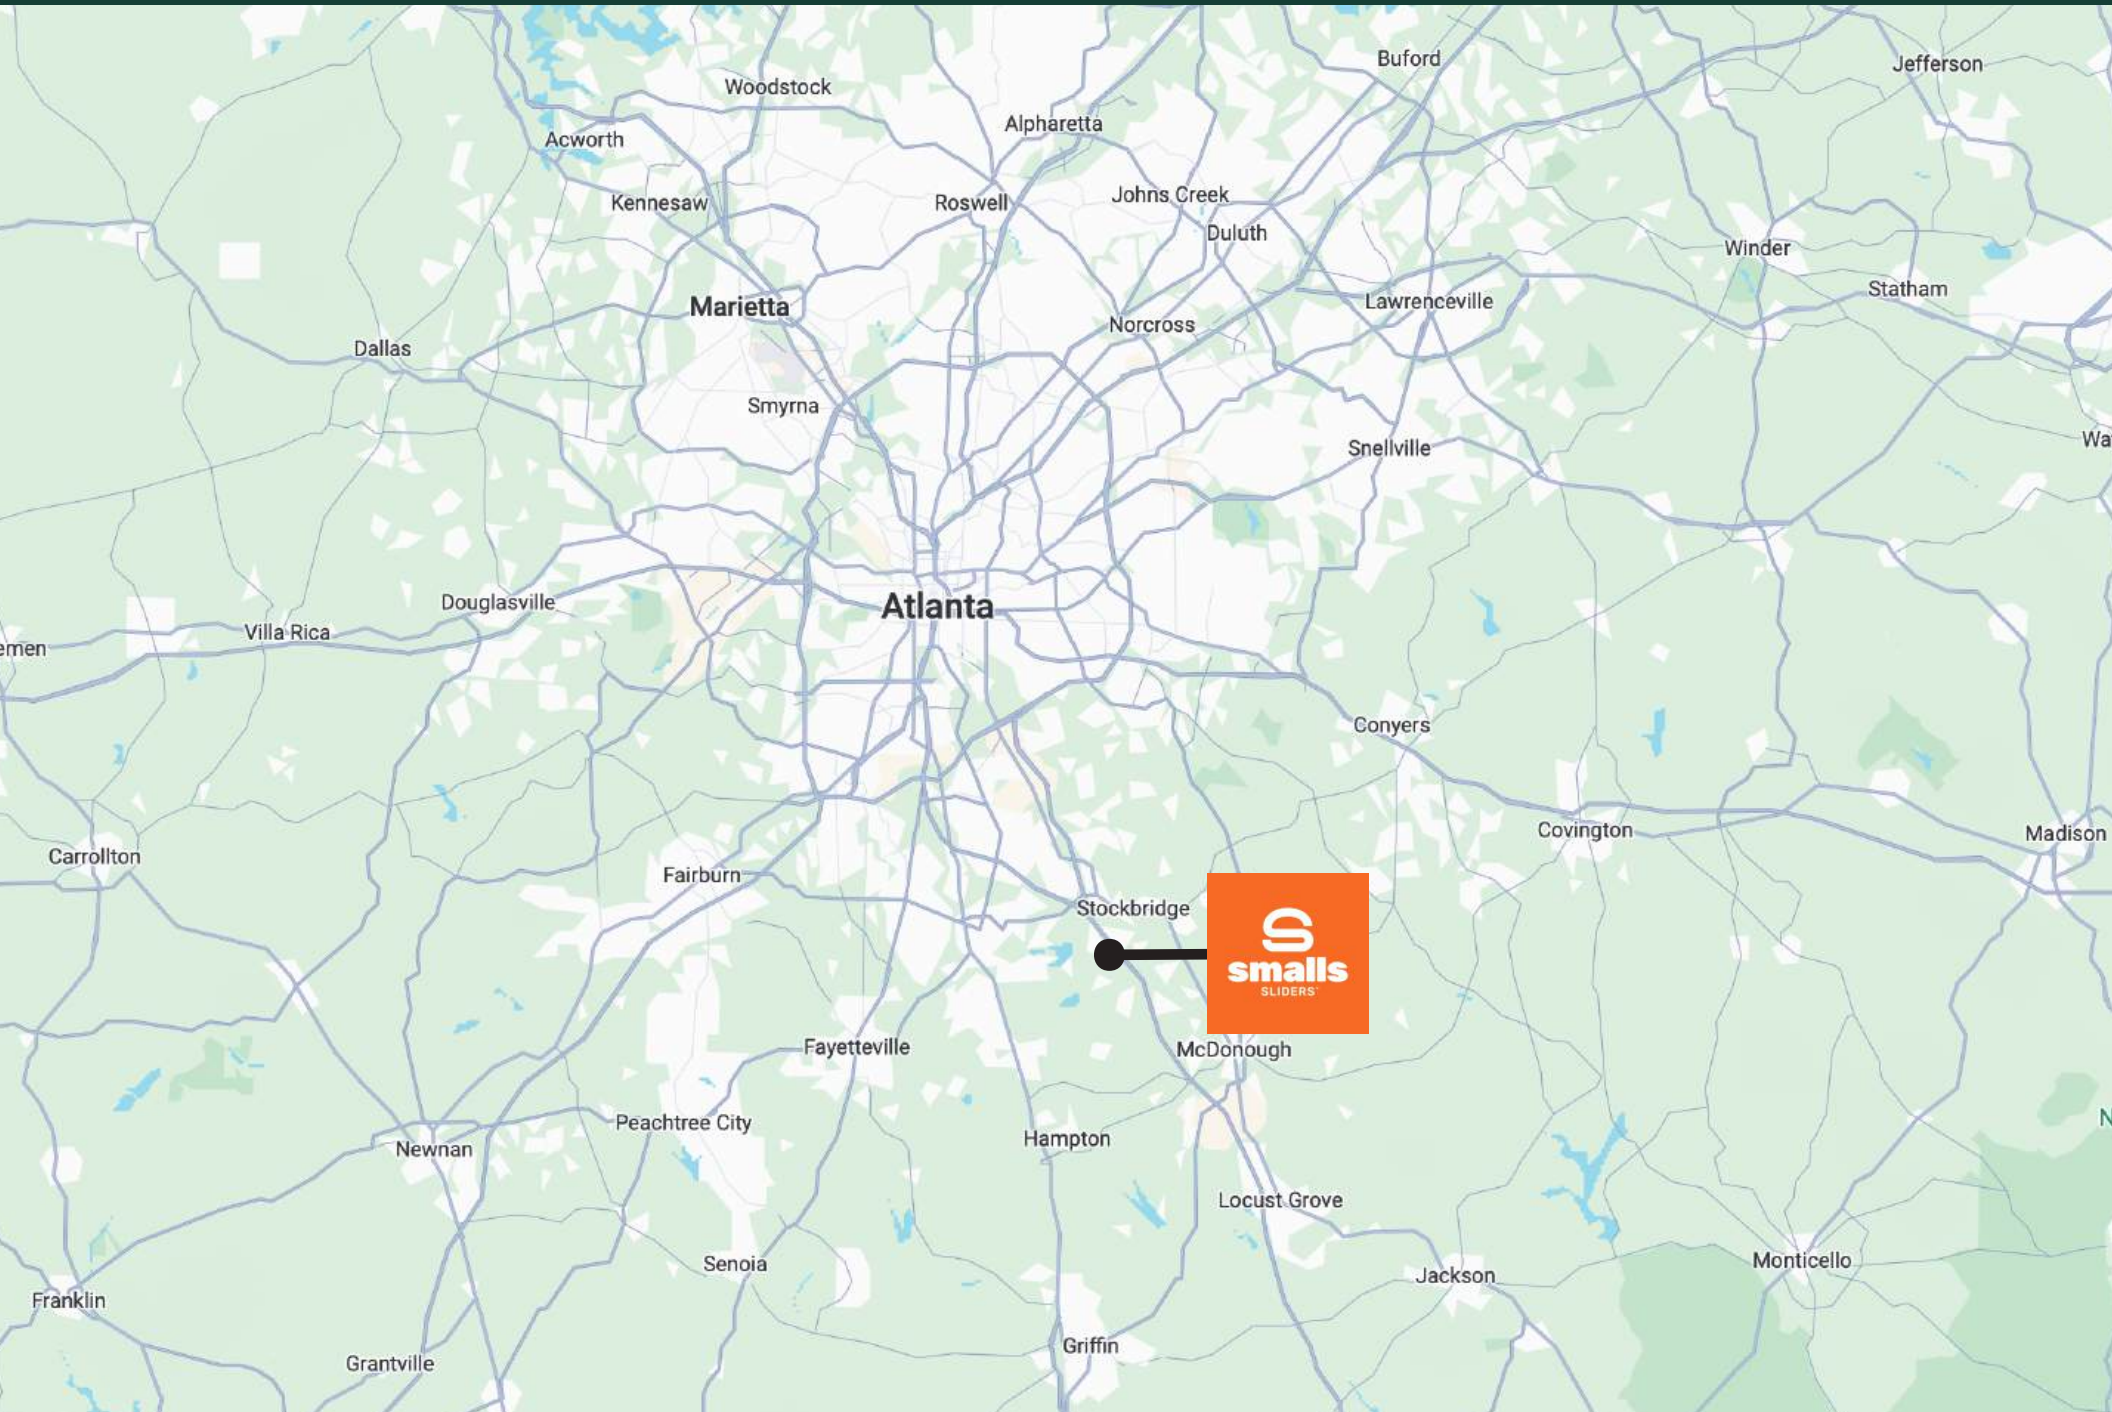 Buford
Jefferson
Woodstock
Alpharetta
Acworth
Kennesaw
Roswell
Johns Creek
Duluth
Winder
Statham
Marietta
Lawrenceville
Norcross
Dallas
Smyrna
Snellville
Wa
Atlanta
Douglasville
Villa Rica
emen
Conyers
Covington
Madison
Carrollton
Fairburn
Stockbridge
S
smalls
SLIDERS
McDonough
Fayetteville
N
Peachtree City
Hampton
Newnan
Locust Grove
Senoia
Monticello
Jackson
Franklin
Griffin
Grantville